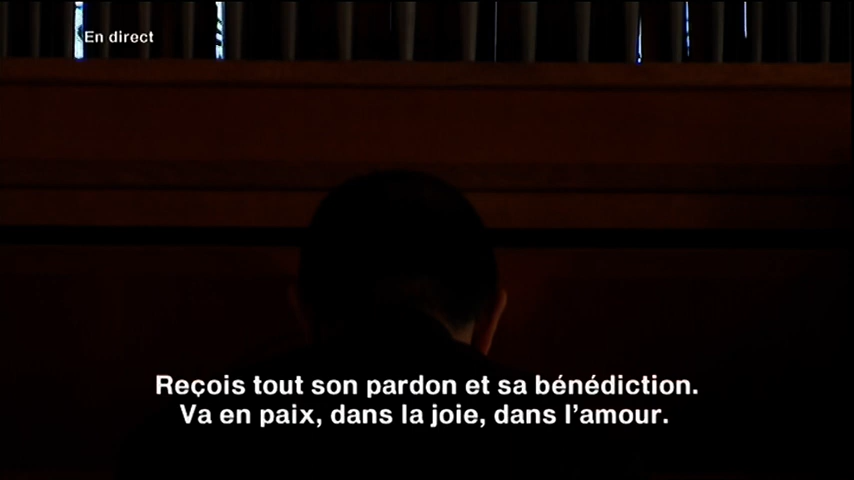 En direct
Reçois tout son pardon et sa bénédiction.
Va en paix, dans la joie, dans l'amour.